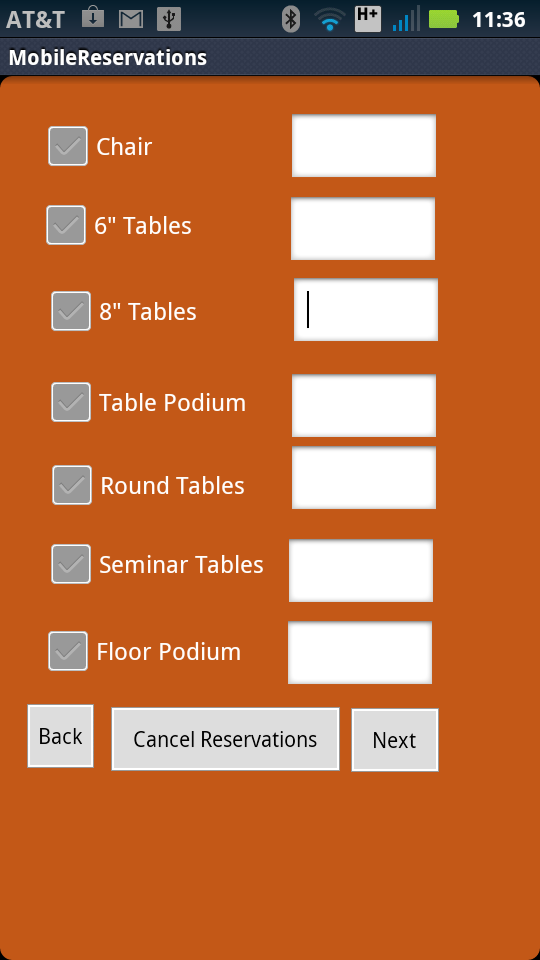 AT&T H+ 11:36
MobileReservations
Chair
6" Tables
8" Tables
Table Podium
Round Tables
Seminar Tables
Floor Podium
Back Cancel Reservations Next